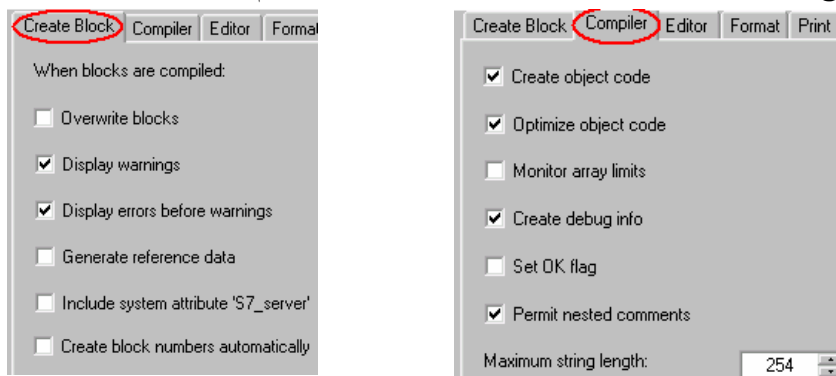 Create Block Compiler Editor Format
When blocks are compiled:
Overwrite blocks
Display warnings
Display errors before warnings
Generate reference data
Include system attribute 'S7_server'
Create block numbers automatically
Create Block Compiler Editor Format Print
Create object code
Optimize object code
Monitor array limits
Create debug info
Set OK flag
Permit nested comments
Maximum string length: 254